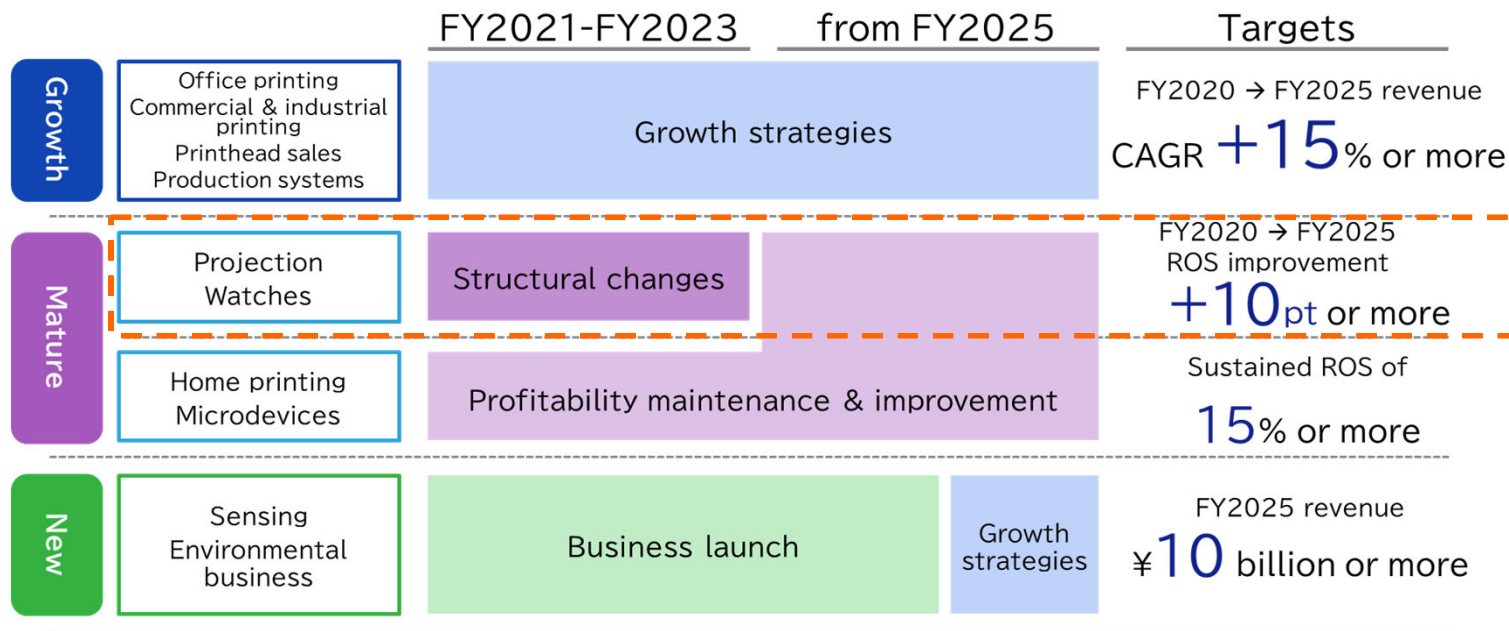 FY2021-FY2023
from FY2025
Targets
Growth
Office printing
Commercial & industrial
printing
Printhead sales
Production systems
Growth strategies
FY2020 → FY2025 revenue
CAGR +15% or more
Mature
Projection
Watches
Structural changes
FY2020 → FY2025
ROS improvement
+10pt or more
Home printing
Microdevices
Profitability maintenance & improvement
Sustained ROS of
15% or more
New
Sensing
Environmental
business
Business launch
Growth
strategies
FY2025 revenue
¥10 billion or more